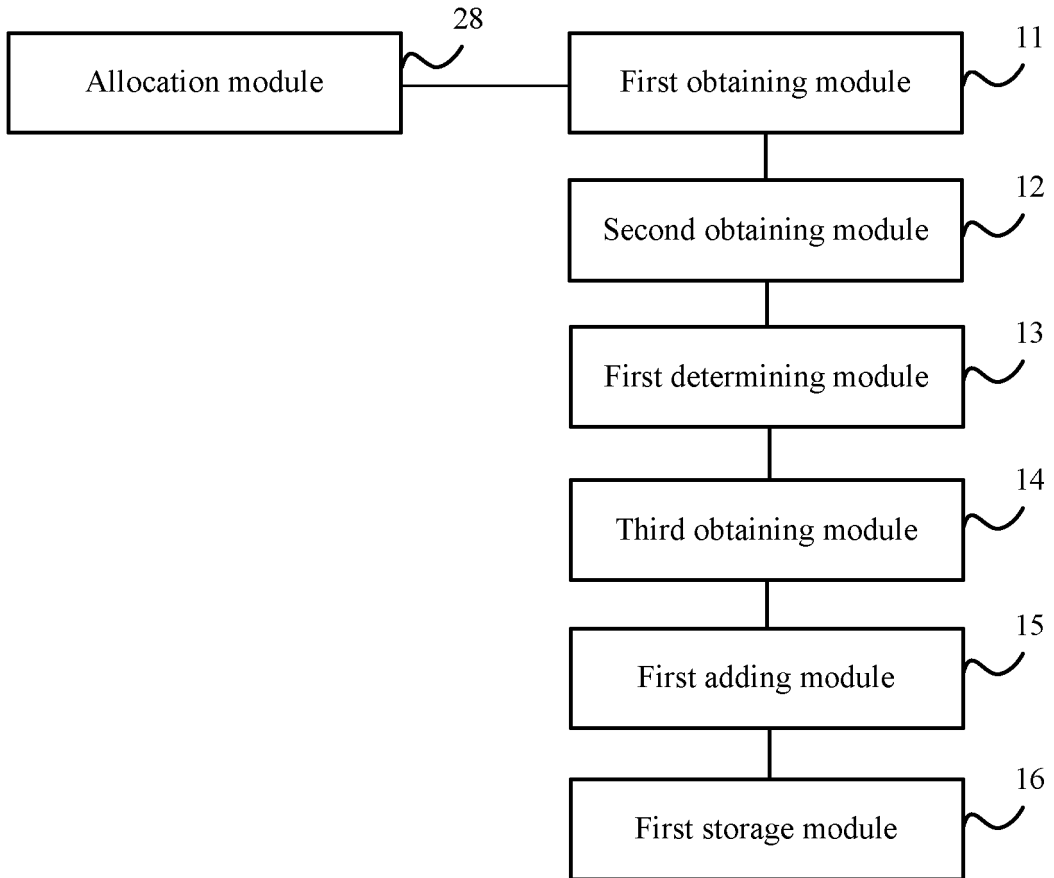 28
Allocation module
11
First obtaining module
12
Second obtaining module
13
First determining module
14
Third obtaining module
15
First adding module
16
First storage module